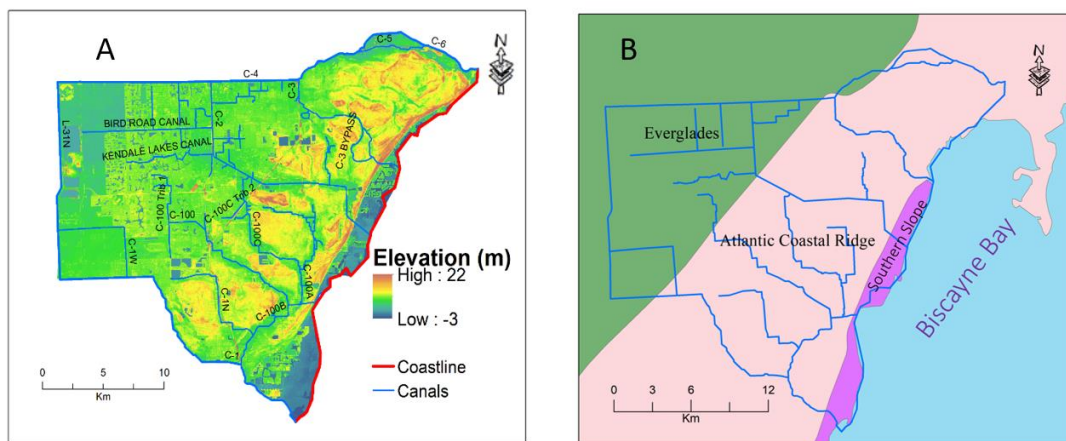 A
N
C-5
C-6
C-4
C-3
L-31N
BIRD ROAD CANAL
C-2
KENDALE LAKES CANAL
C-3 BYPASS
C-100 Trib 1
C-100C Trib 2
C-100
C-100C
C-1W
C-100A
C-1N
C-100B
C-1
Elevation (m)
High : 22
Low : -3
Coastline
Canals
0 5 10
Km
B
N
Everglades
Atlantic Coastal Ridge
Southern Slope
Biscayne Bay
0 3 6 12
Km